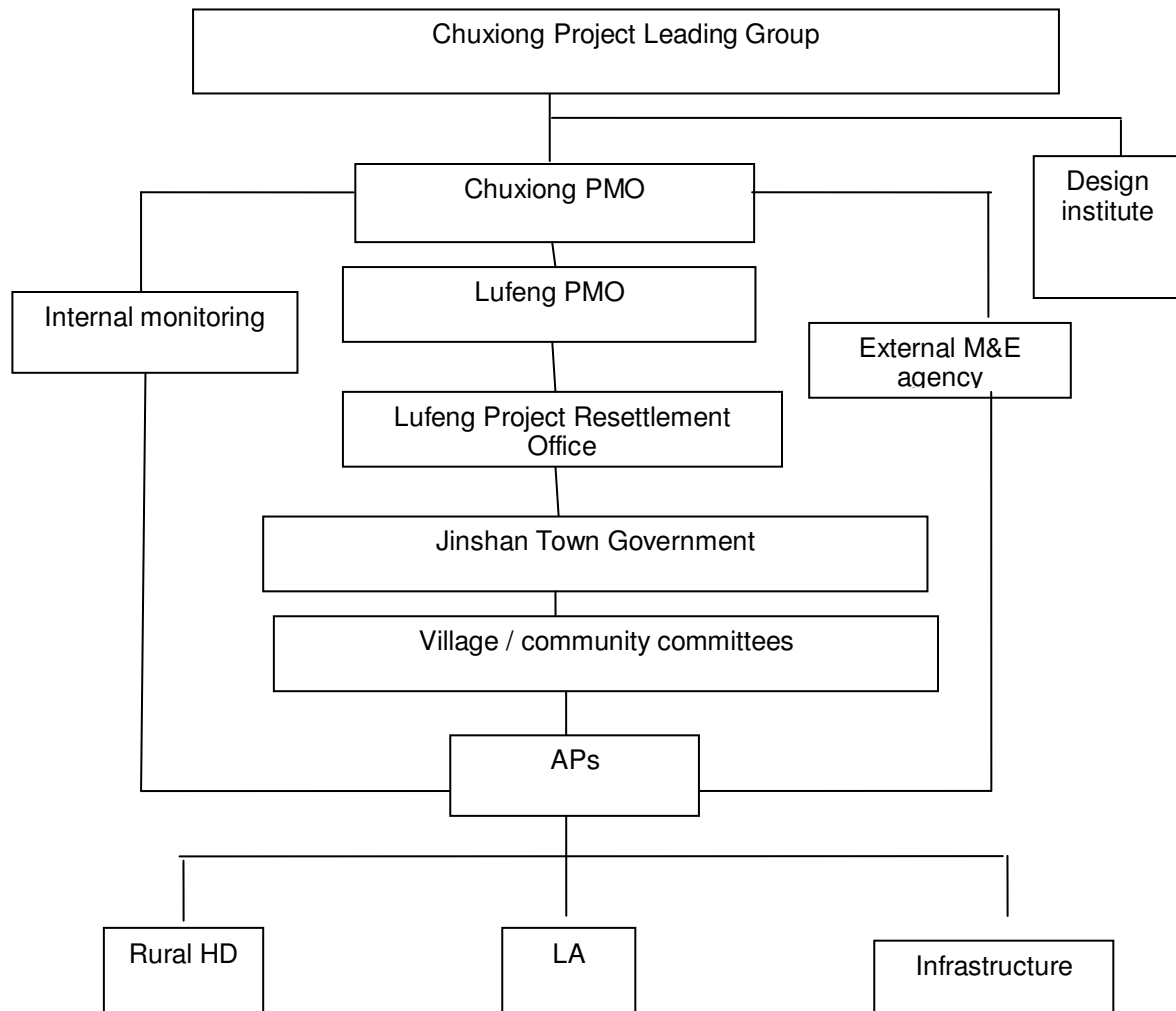 Chuxiong Project Leading Group
Chuxiong PMO
Design
institute
Lufeng PMO
Internal monitoring
External M&E
agency
Lufeng Project Resettlement
Office
Jinshan Town Government
Village / community committees
APs
Rural HD
LA
Infrastructure